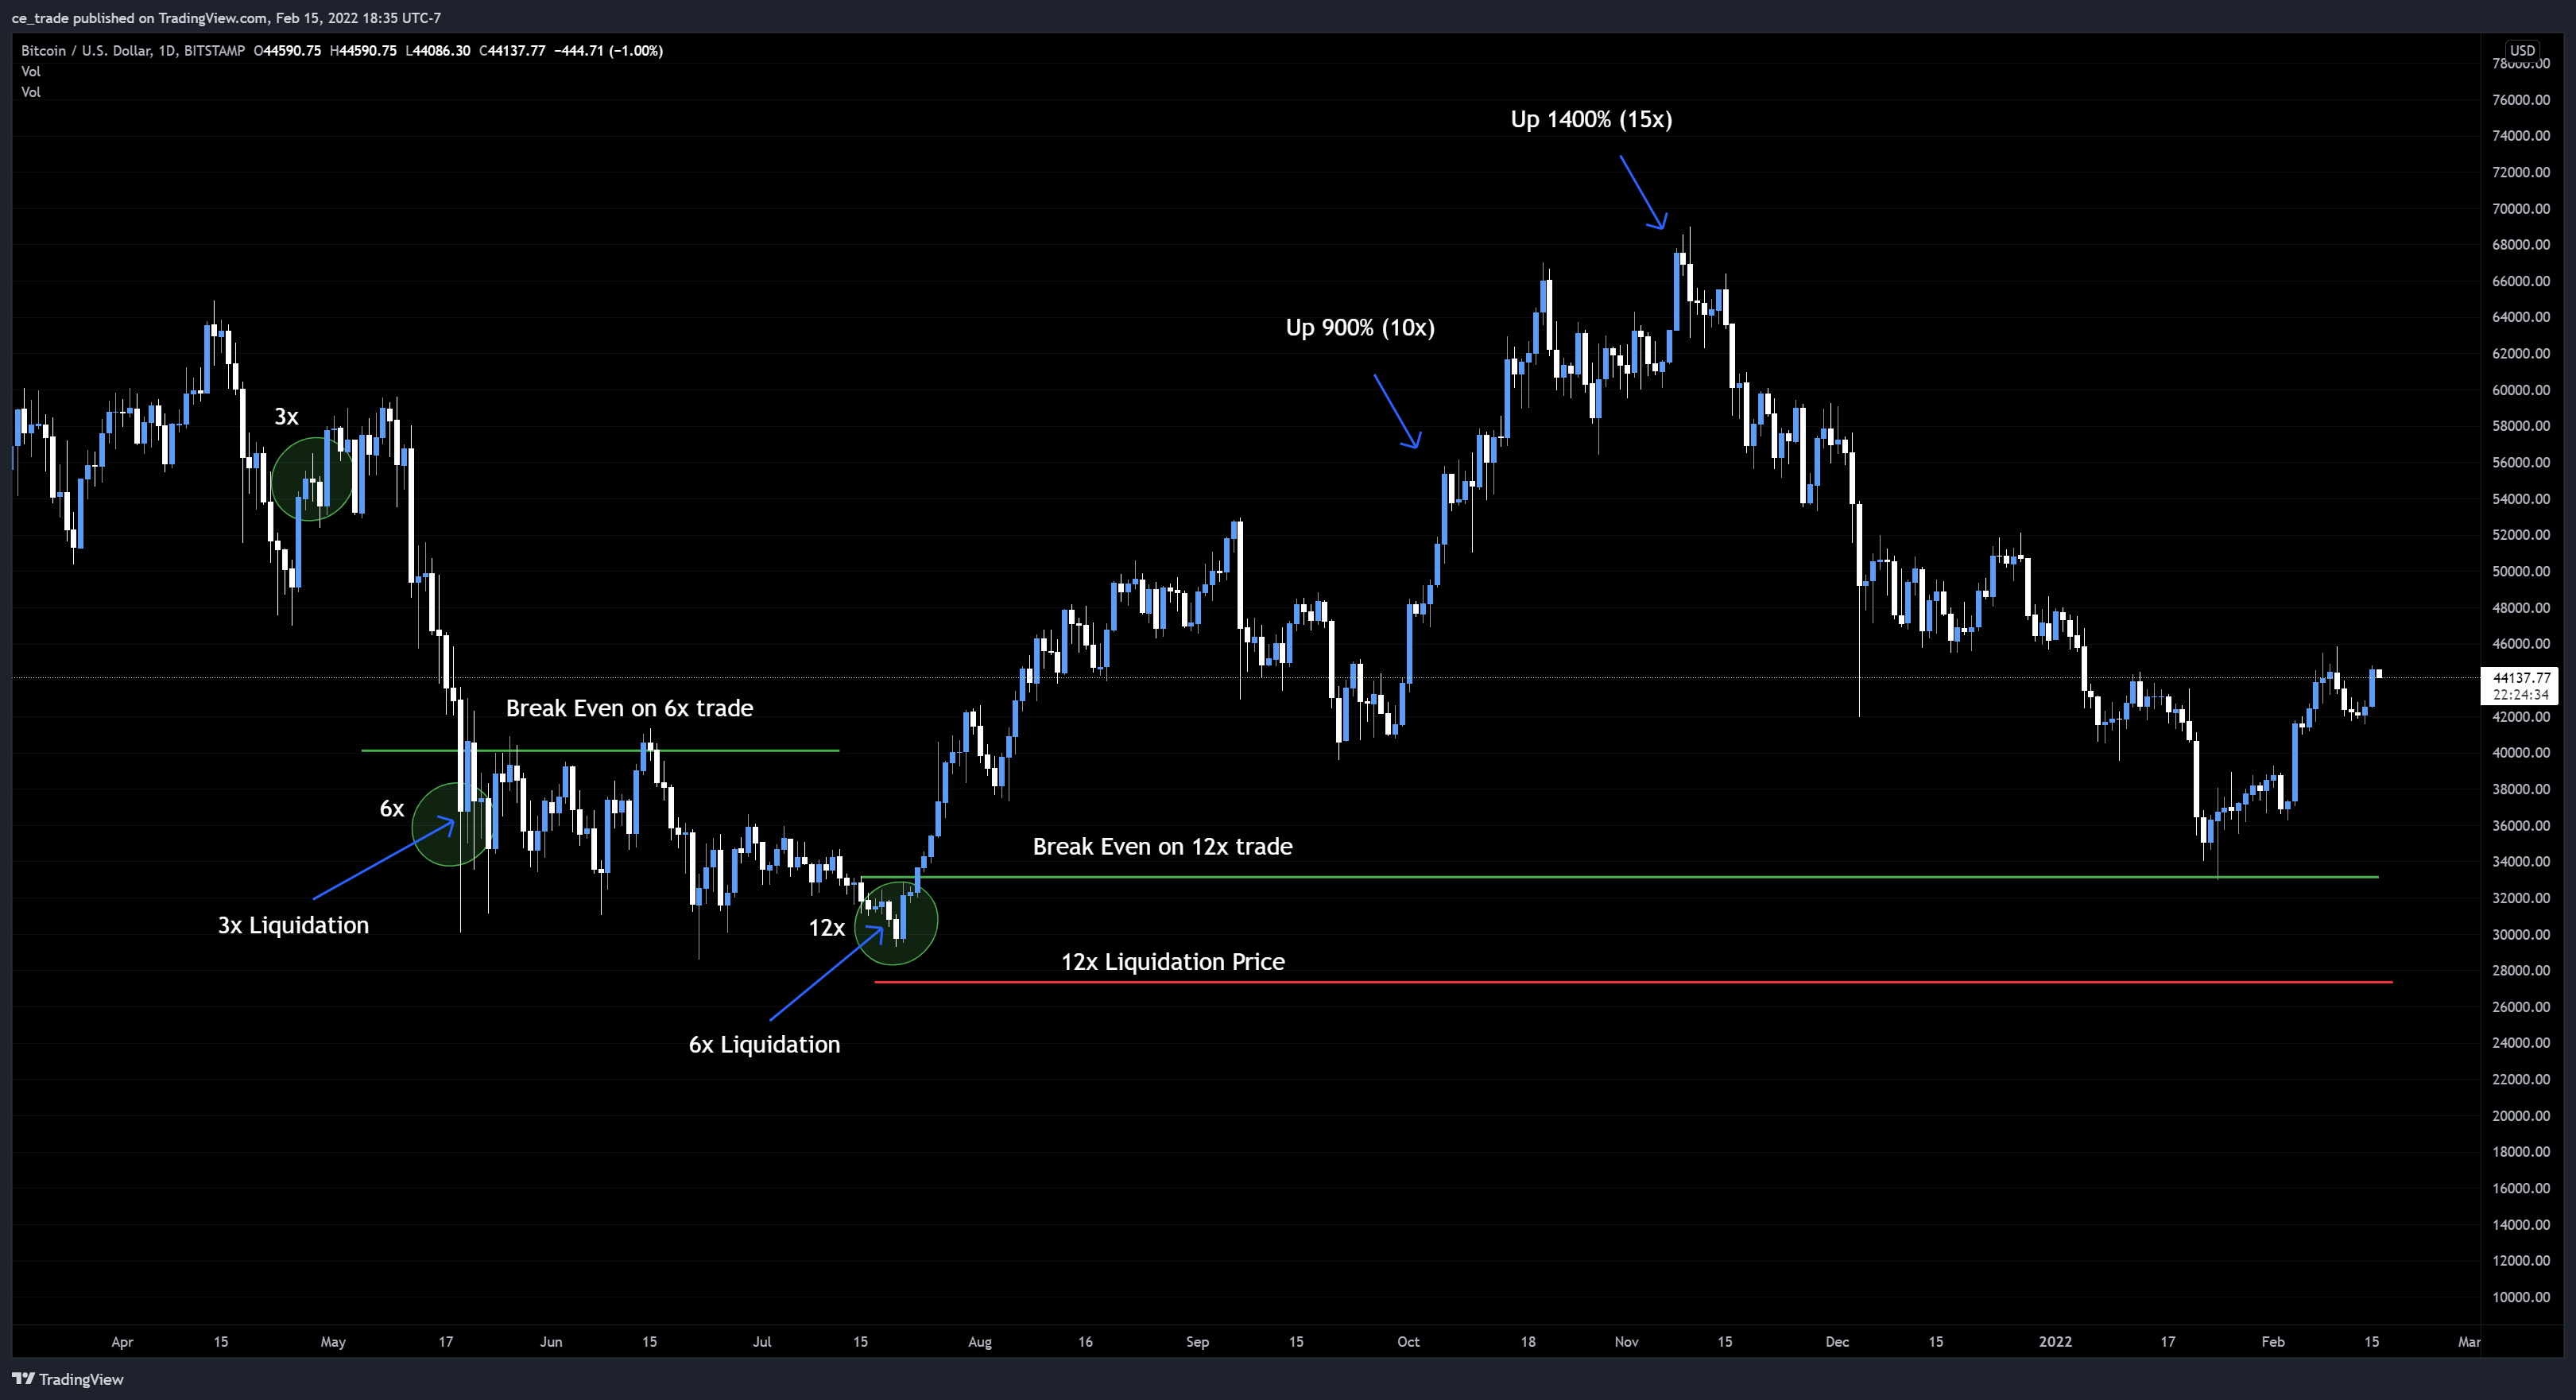 ce_trade published on TradingView.com, Feb 15, 2022 18:35 UTC-7
Bitcoin / U.S. Dollar, 1D, BITSTAMP O44590.75 H44590.75 L44086.30 C44137.77 −444.71 (−1.00%)
Vol
Vol
USD
78000.00
76000.00
Up 1400% (15x)
74000.00
72000.00
70000.00
68000.00
66000.00
64000.00
Up 900% (10x)
62000.00
60000.00
3x
58000.00
56000.00
54000.00
52000.00
50000.00
48000.00
46000.00
44137.77
22:24:34
Break Even on 6x trade
42000.00
40000.00
38000.00
6x
36000.00
Break Even on 12x trade
34000.00
32000.00
3x Liquidation
12x
30000.00
12x Liquidation Price
28000.00
26000.00
6x Liquidation
24000.00
22000.00
20000.00
18000.00
16000.00
14000.00
12000.00
10000.00
Apr 15 May 17 Jun 15 Jul 15 Aug 16 Sep 15 Oct 18 Nov 15 Dec 15 2022 17 Feb 15 Mar
TradingView